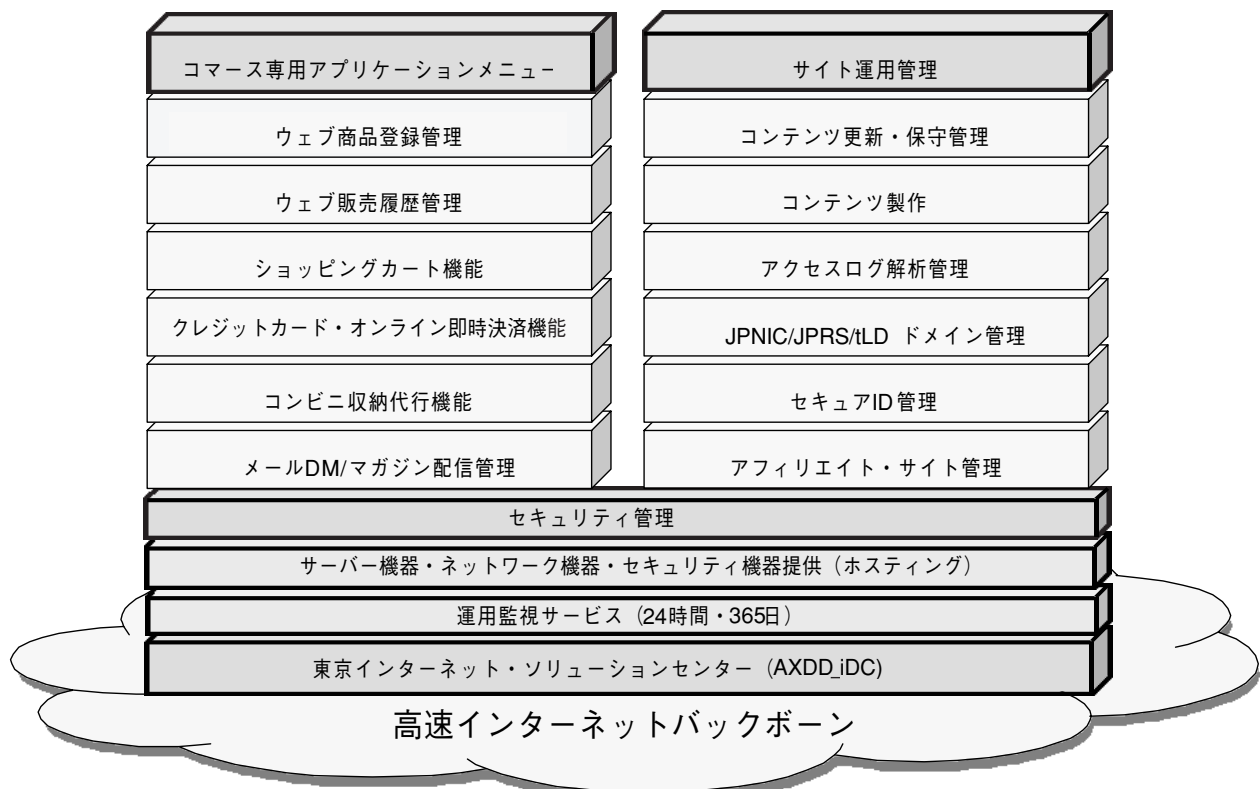 コマース専用アプリケーションメニュー
ウェブ商品登録管理
ウェブ販売履歴管理
ショッピングカート機能
クレジットカード・オンライン即時決済機能
コンビニ収納代行機能
メールDM/マガジン配信管理
サイト運用管理
コンテンツ更新・保守管理
コンテンツ製作
アクセスログ解析管理
JPNIC/JPRS/tLD ドメイン管理
セキュアID管理
アフィリエイト・サイト管理
セキュリティ管理
サーバー機器・ネットワーク機器・セキュリティ機器提供（ホスティング）
運用監視サービス（24時間・365日）
東京インターネット・ソリューションセンター（AXDD_iDC)
高速インターネットバックボーン